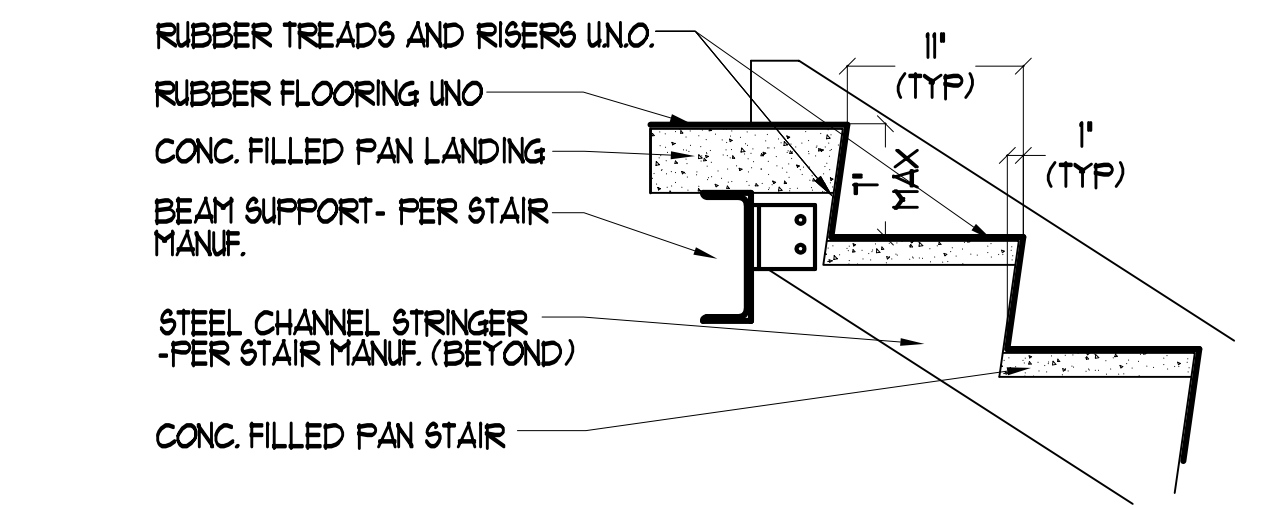 RUBBER TREADS AND RISERS U.N.O.
RUBBER FLOORING UNO
CONC. FILLED PAN LANDING
BEAM SUPPORT- PER STAIR
MANUF.
STEEL CHANNEL STRINGER
-PER STAIR MANUF. (BEYOND)
CONC. FILLED PAN STAIR
11"
(TYP)
1"
(TYP)
7"
MAX